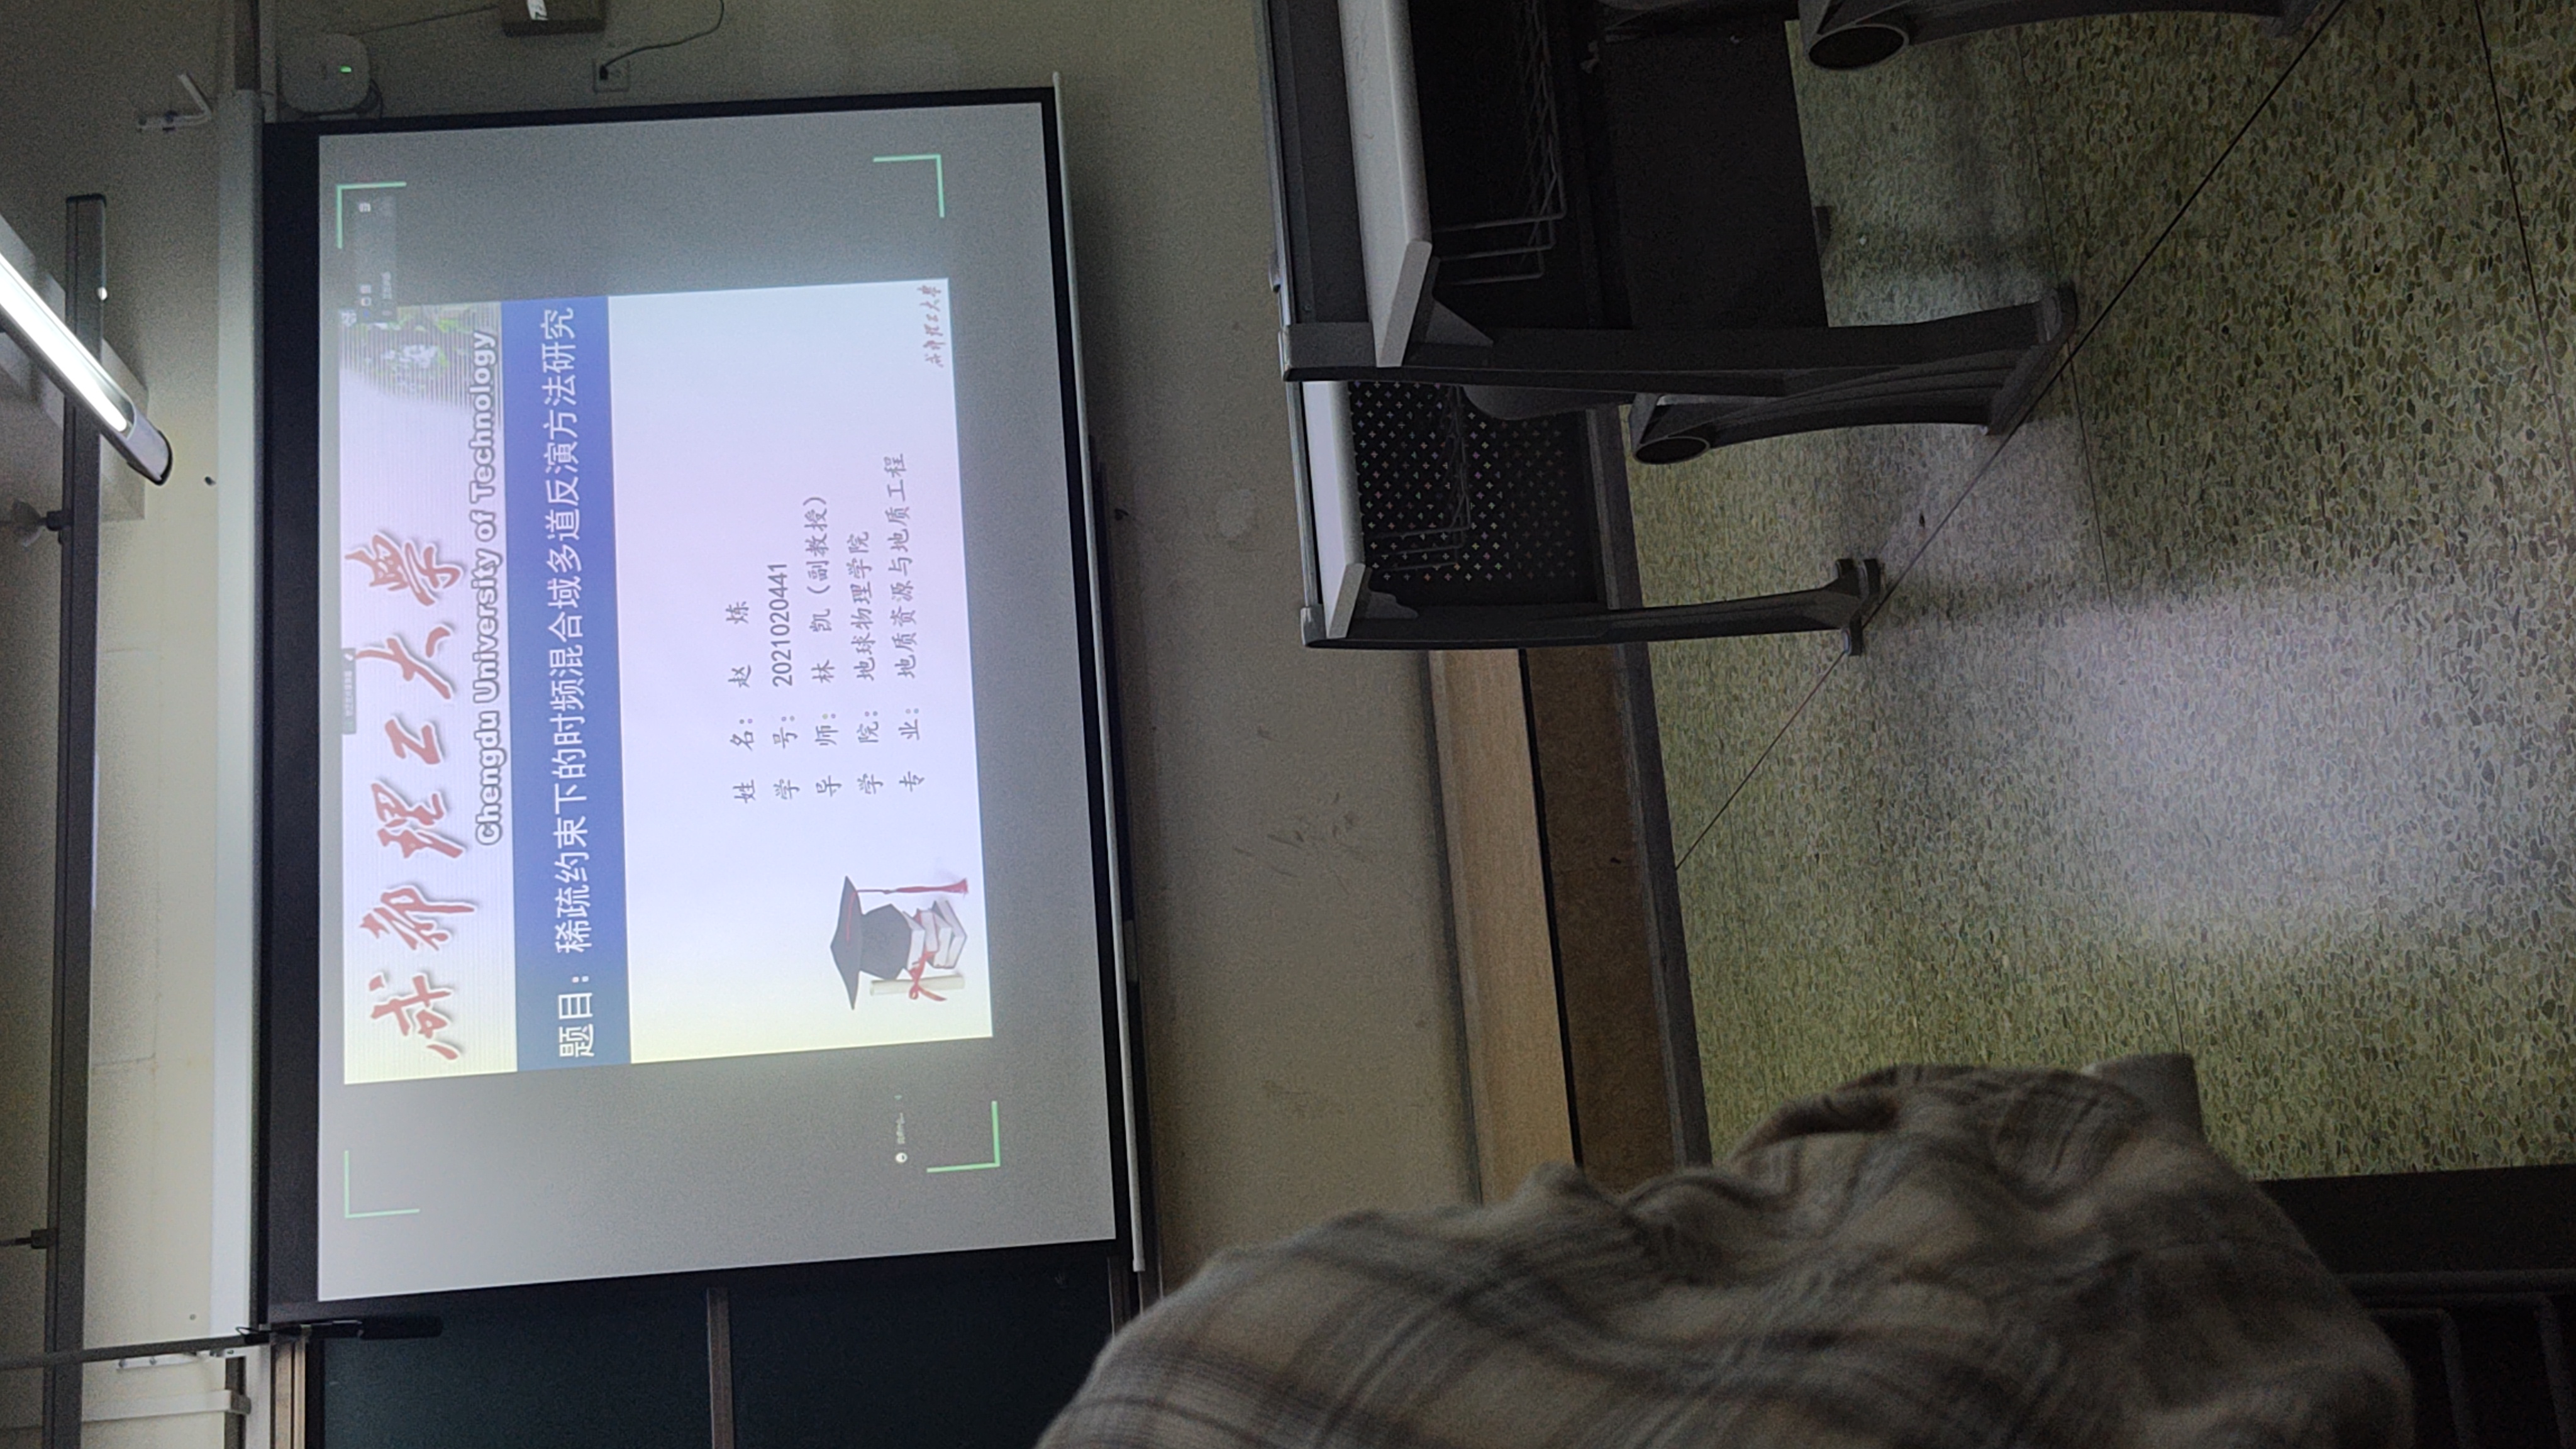 成都理工大學
Chengdu University of Technology
题目：稀疏约束下的时频混合域多道反演方法研究
姓 名： 赵 炼
学 号： 2021020441
导 师： 林 凯（副教授）
学 院： 地球物理学院
专 业： 地质资源与地质工程
成都理工大學